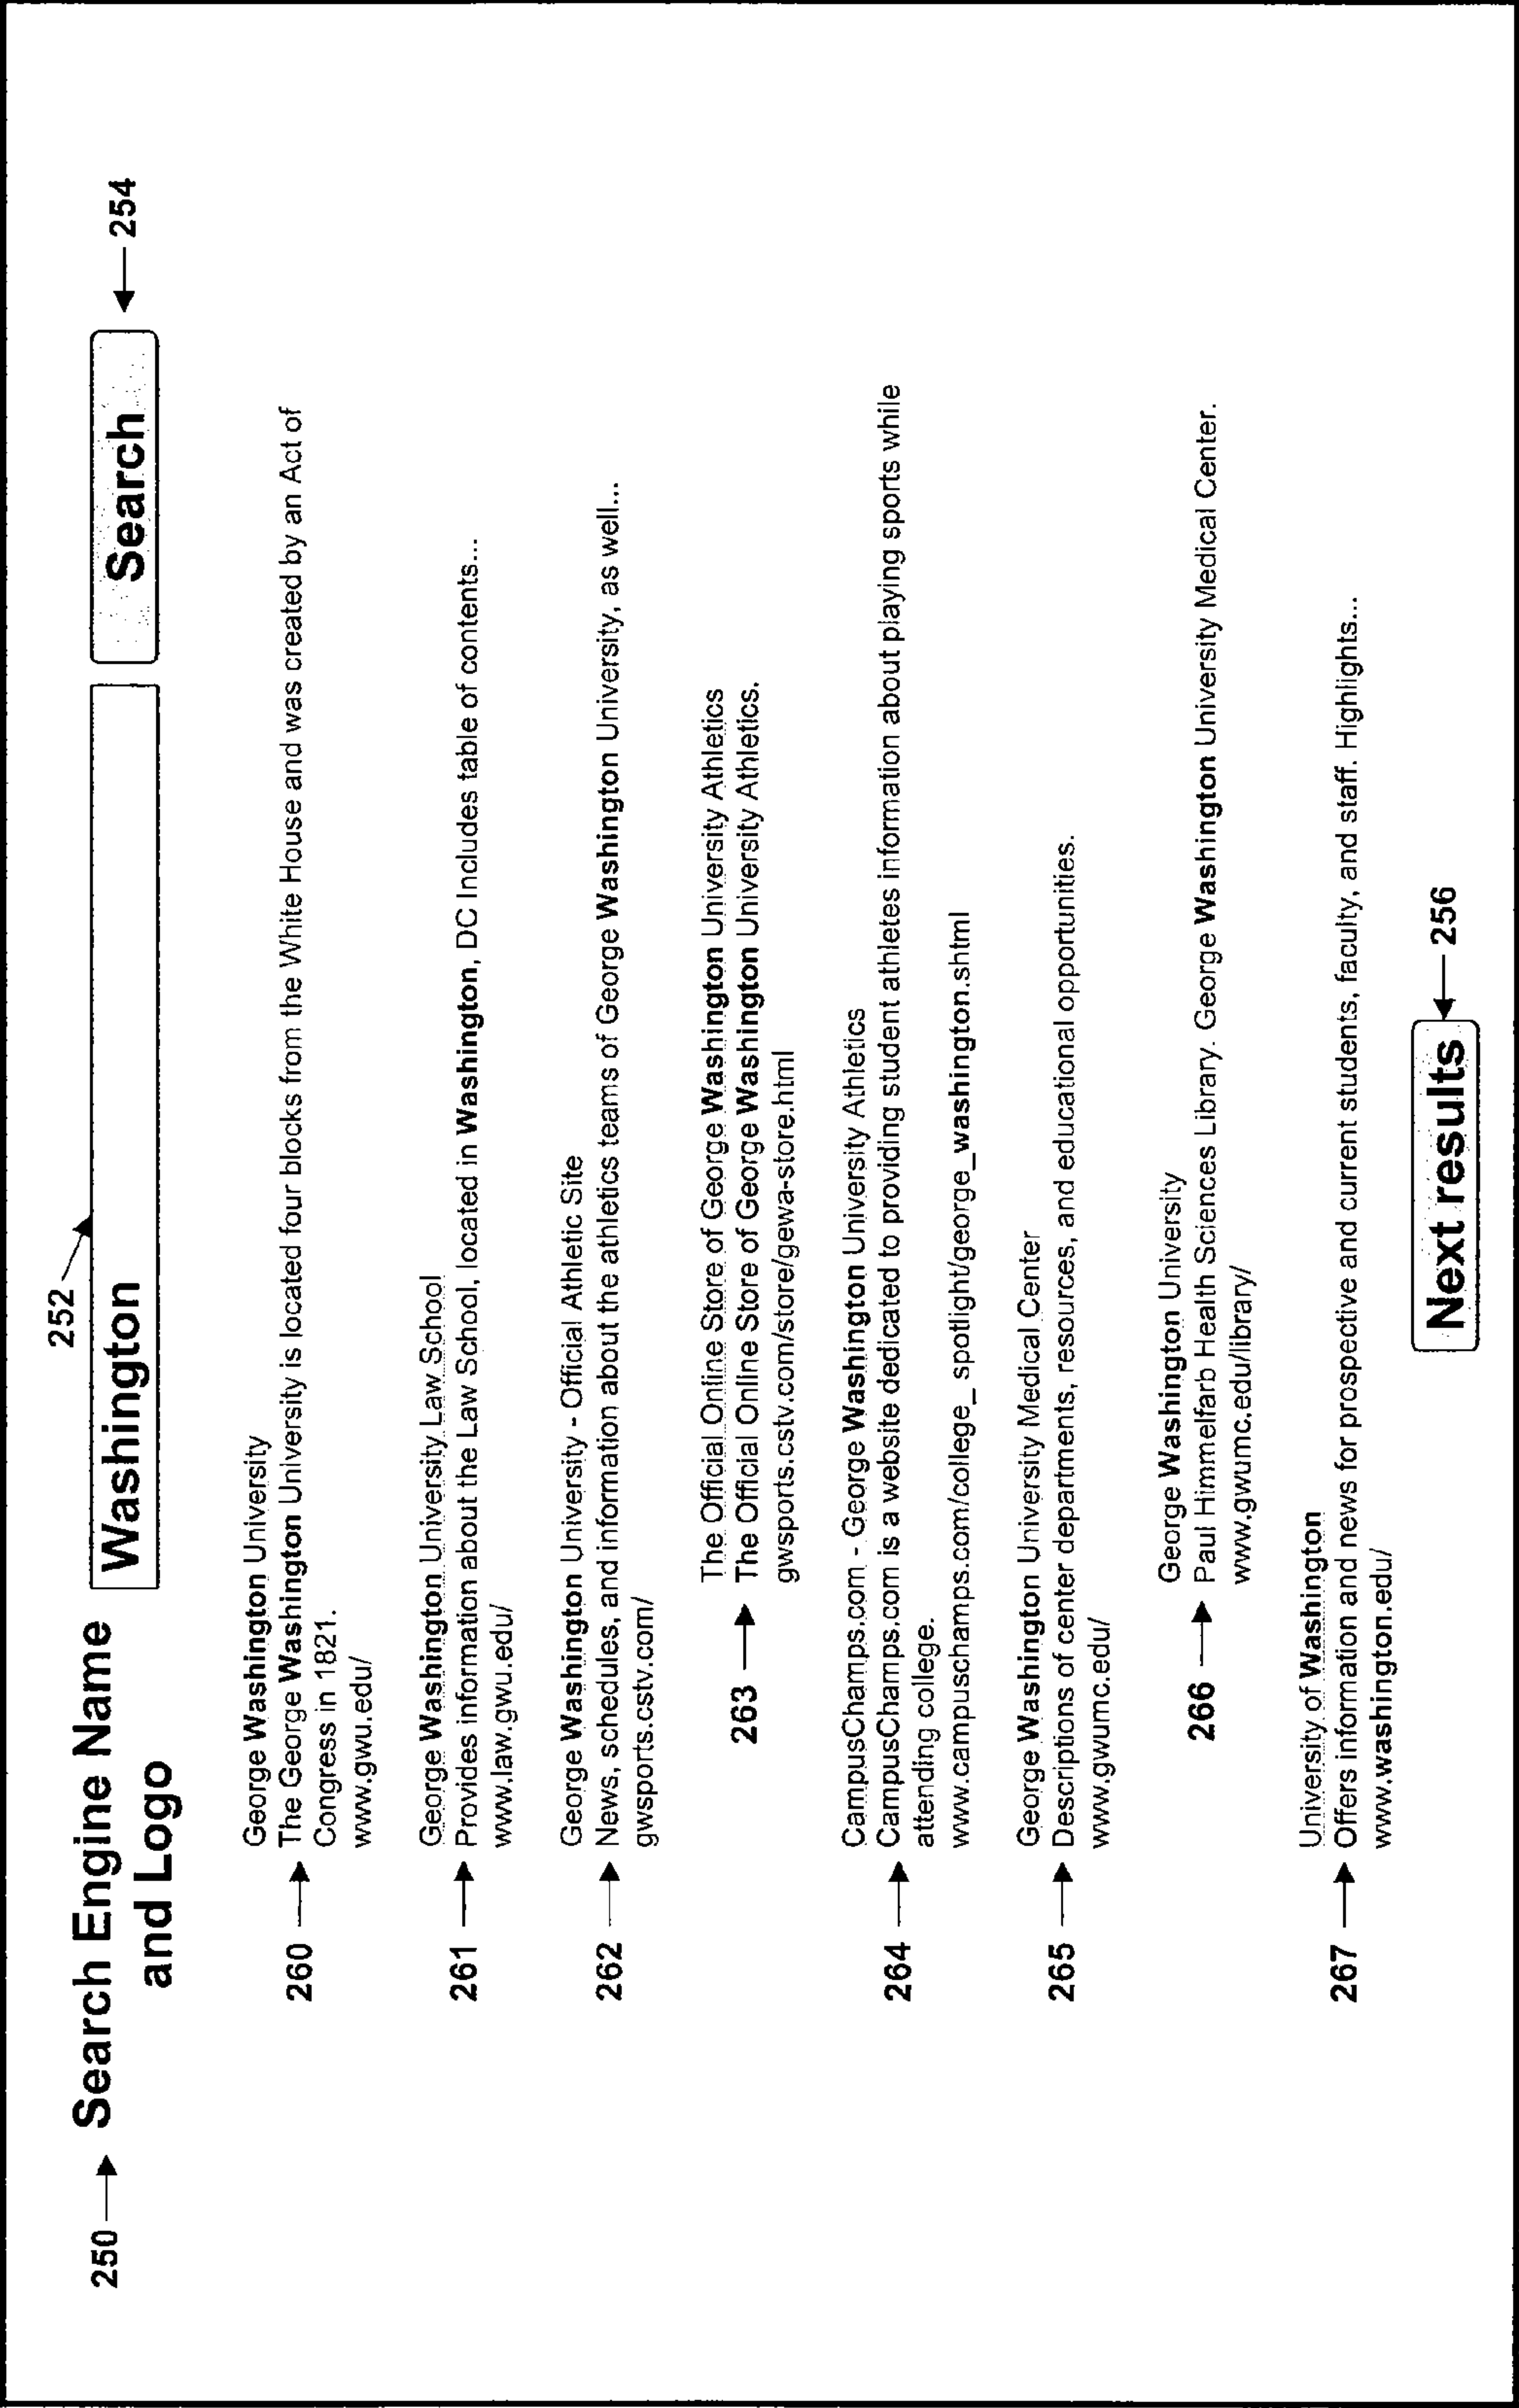 252
250 Search Engine Name
and Logo
Washington
Search
254
George Washington University
260 The George Washington University is located four blocks from the White House and was created by an Act of
Congress in 1821.
www.gwu.edu/
George Washington University Law School
261 Provides information about the Law School, located in Washington, DC Includes table of contents...
www.law.gwu.edu/
George Washington University - Official Athletic Site
262 News, schedules, and information about the athletics teams of George Washington University, as well...
gwsports.cstv.com/
The Official Online Store of George Washington University Athletics
263 The Official Online Store of George Washington University Athletics.
gwsports.cstv.com/store/gewa-store.html
CampusChamps.com - George Washington University Athletics
264 CampusChamps.com is a website dedicated to providing student athletes information about playing sports while
attending college.
www.campuschamps.com/college_ spotlight/george_washington.shtml
George Washington University Medical Center
265 Descriptions of center departments, resources, and educational opportunities.
www.gwumc.edu/
George Washington University
266 Paul Himmelfarb Health Sciences Library. George Washington University Medical Center.
www.gwumc.edu/library/
University of Washington
267 Offers information and news for prospective and current students, faculty, and staff. Highlights...
www.washington.edu/
Next results
256